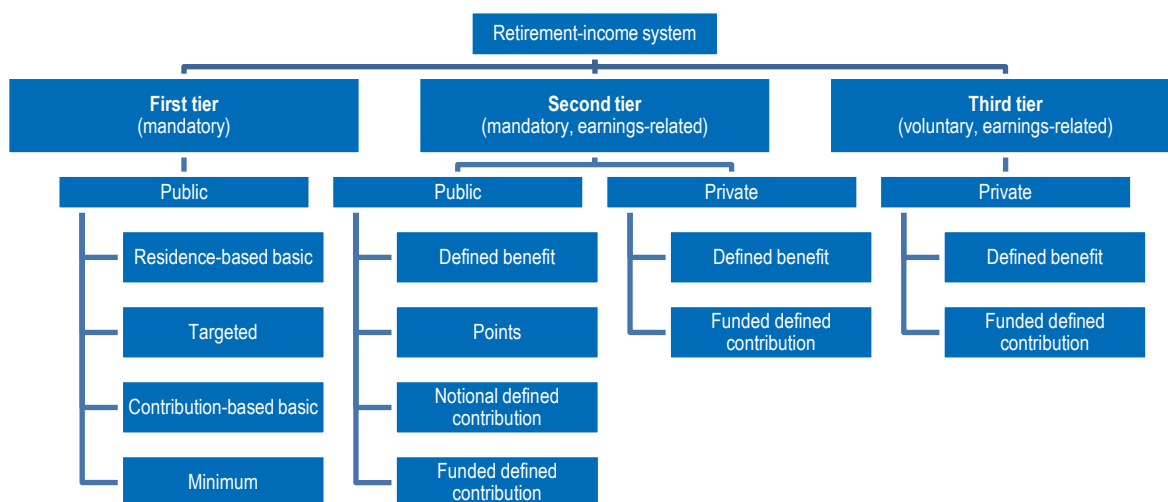 Retirement-income system
First tier
(mandatory)
Second tier
(mandatory, earnings-related)
Third tier
(voluntary, earnings-related)
Public
Public
Private
Private
Residence-based basic
Defined benefit
Defined benefit
Defined benefit
Targeted
Points
Funded defined
contribution
Funded defined
contribution
Contribution-based basic
Notional defined
contribution
Minimum
Funded defined
contribution